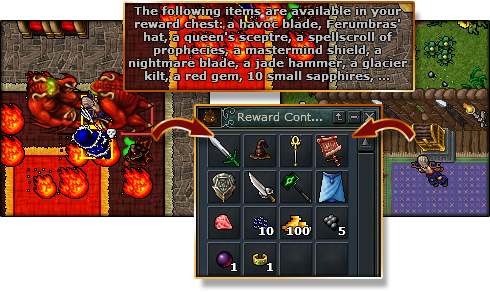 The following items are available in your
reward chest: a havoc blade, Ferumbras'
hat, a queen's sceptre, a spellscroll of
prophecies, a mastermind shield, a
nightmare blade, a jade hammer, a glacier
kilt, a red gem, 10 small sapphires, ...
Reward Cont...
10 100 5
1 1